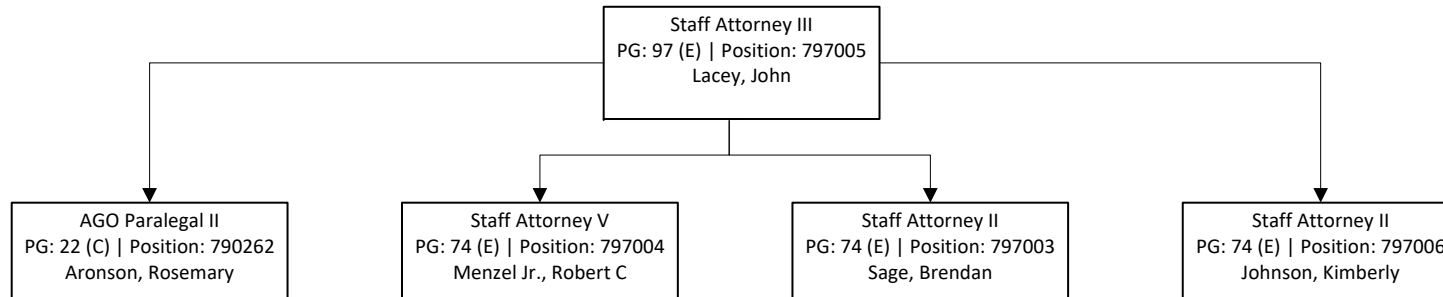 Staff Attorney III
PG: 97 (E) | Position: 797005
Lacey, John
AGO Paralegal II
PG: 22 (C) | Position: 790262
Aronson, Rosemary
Staff Attorney V
PG: 74 (E) | Position: 797004
Menzel Jr., Robert C
Staff Attorney II
PG: 74 (E) | Position: 797003
Sage, Brendan
Staff Attorney II
PG: 74 (E) | Position: 797006
Johnson, Kimberly